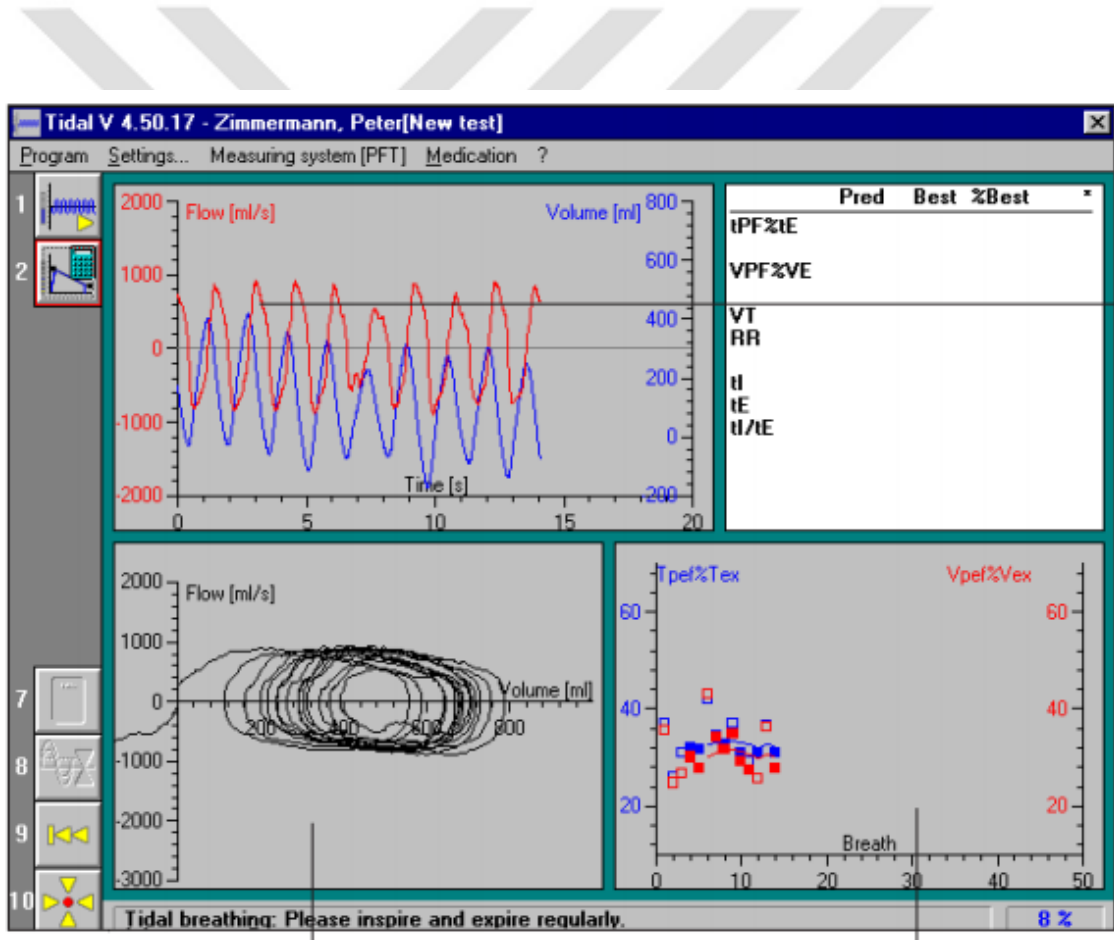 Tidal V 4.50.17 - Zimmermann, Peter[New test]
Program Settings... Measuring system [PFT] Medication ?
1
2
7
8
9
10
Flow [ml/s]
Volume [ml]
2000
1000
0
-1000
-2000
800
600
400
200
0
-200
Time [s]
0 5 10 15 20
Pred Best %Best *
tPF%tE
VPF%VE
VT
RR
tI
tE
tI/tE
Flow [ml/s]
2000
1000
0
-1000
-2000
-3000
Volume [ml]
200 400 600 800
Tpef%Tex
Vpef%Vex
60
40
20
60
40
20
Breath
0 10 20 30 40 50
Tidal breathing: Please inspire and expire regularly.
8 %